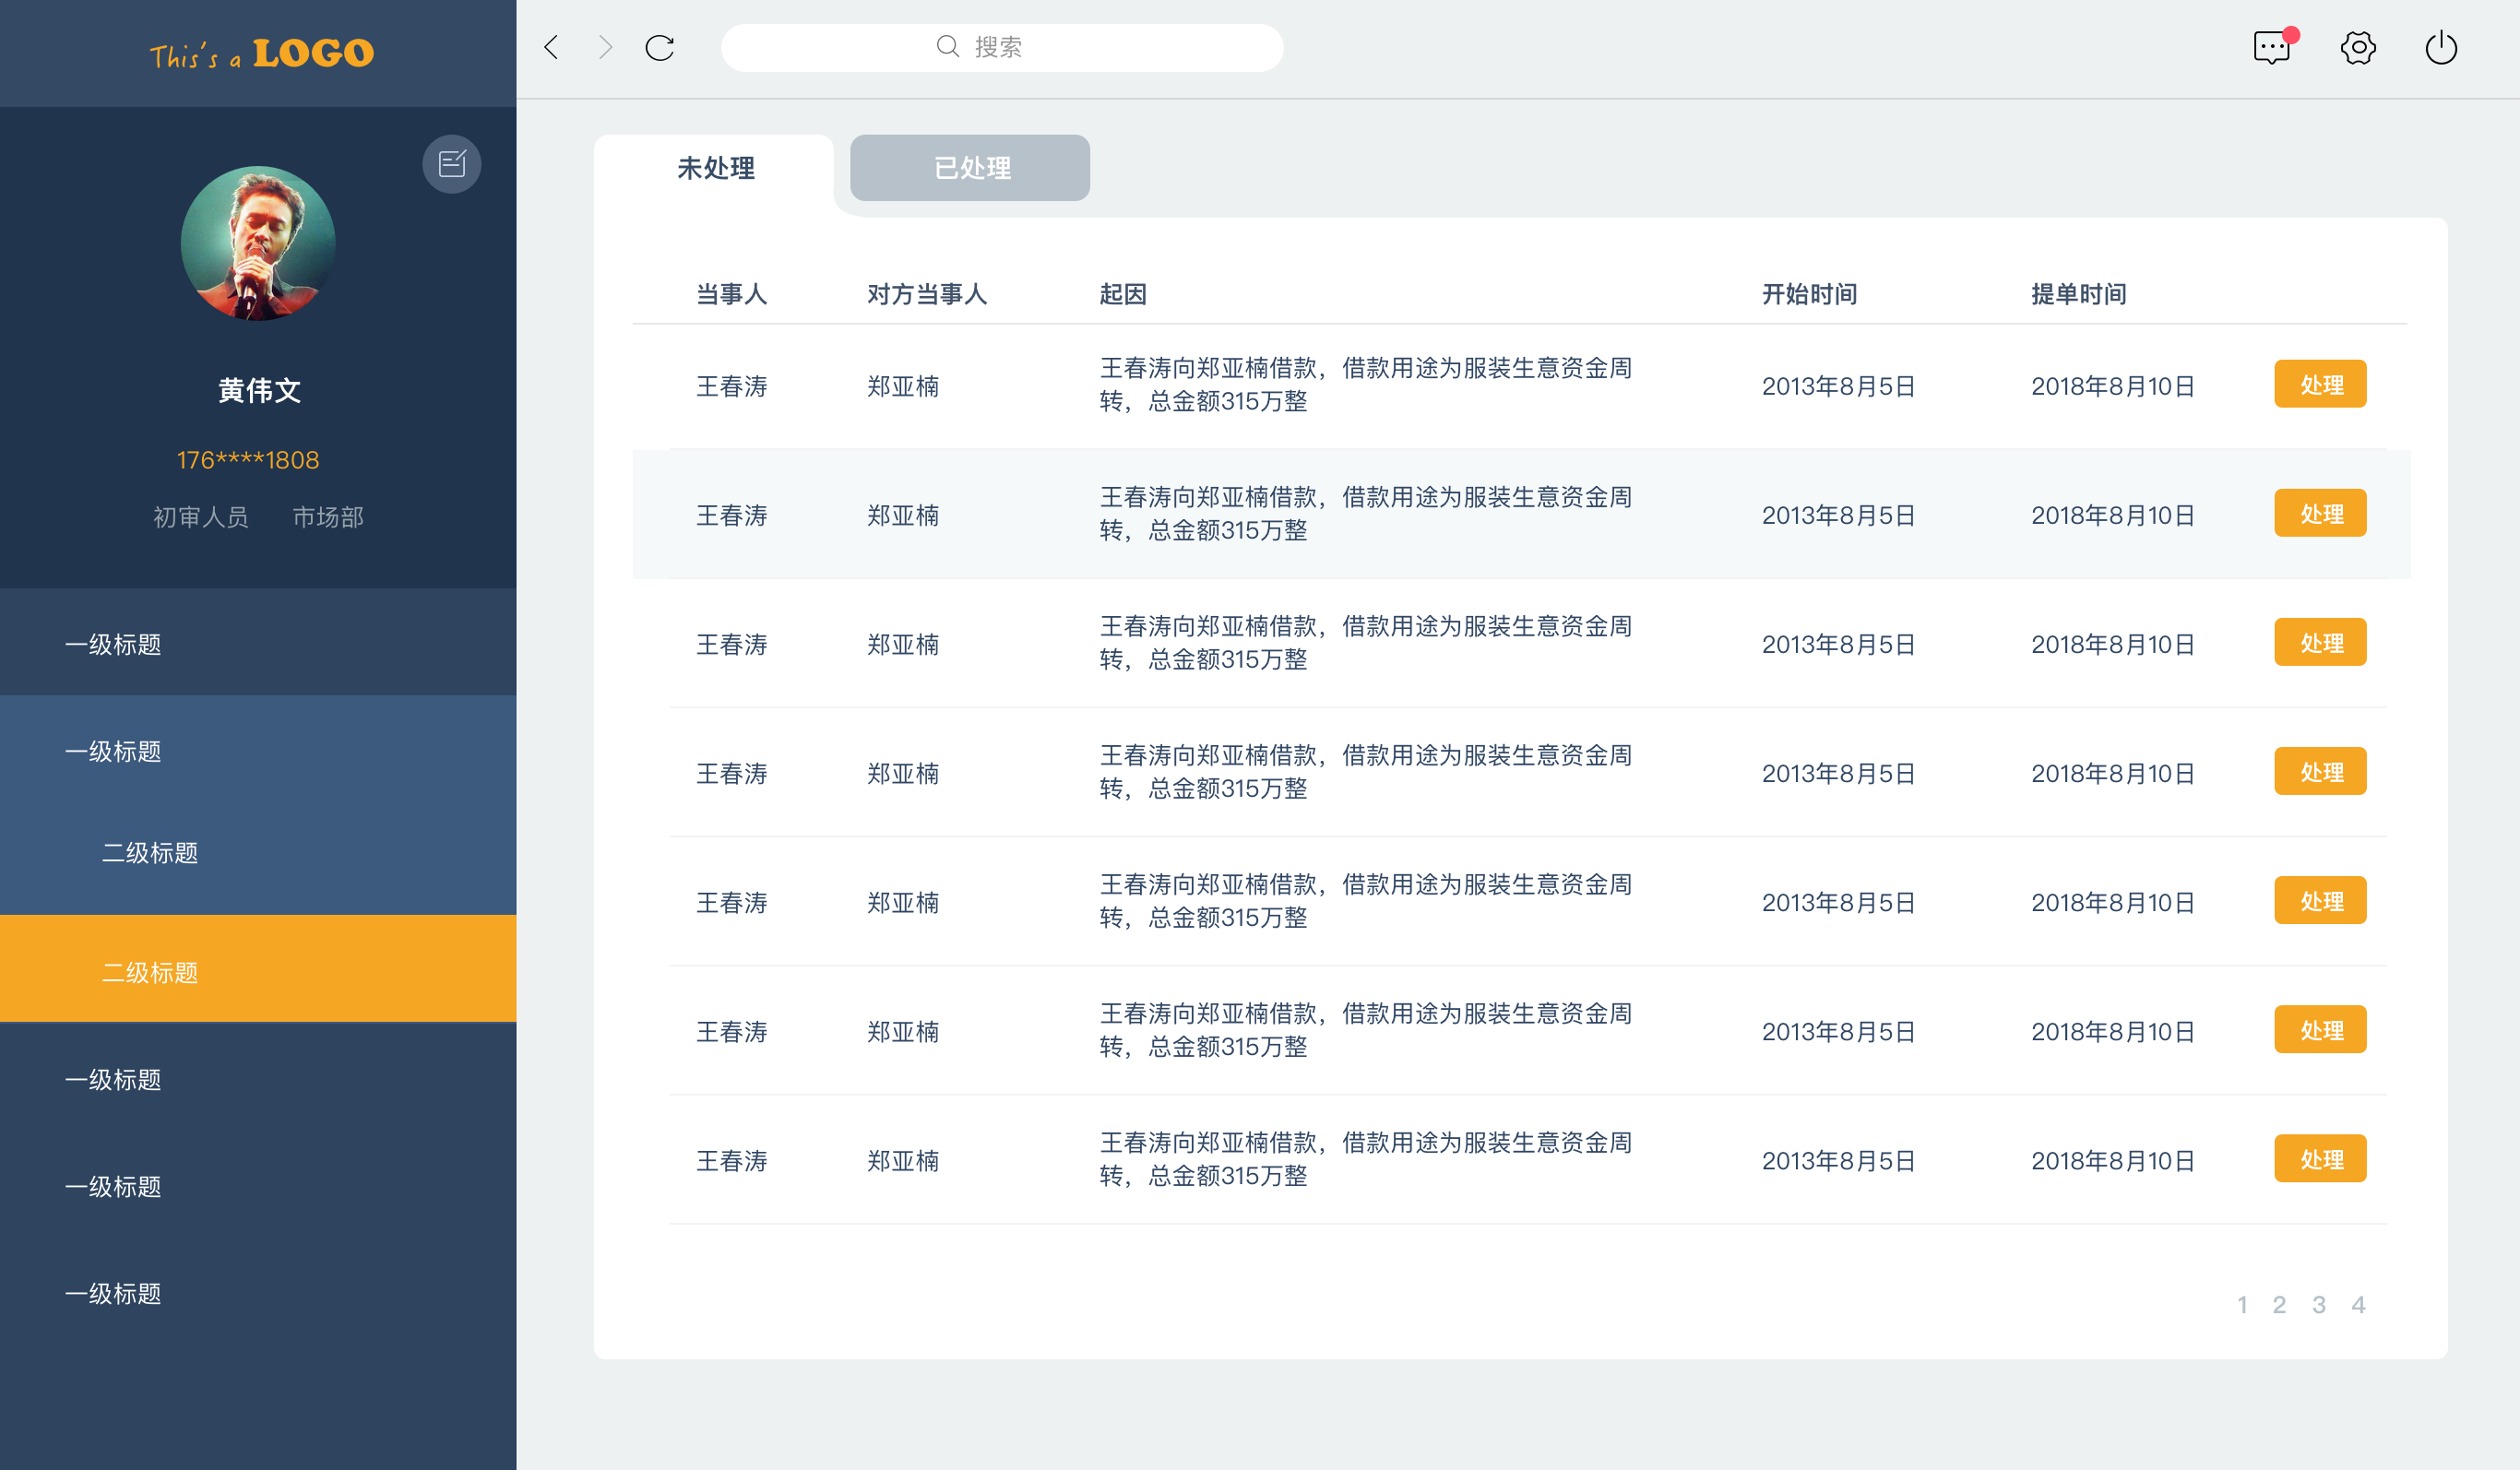 This's a LOGO
搜索
黄伟文
176****1808
初审人员 市场部
一级标题
一级标题
二级标题
二级标题
一级标题
一级标题
一级标题
未处理 已处理
当事人 对方当事人 起因 开始时间 提单时间
王春涛 郑亚楠 王春涛向郑亚楠借款，借款用途为服装生意资金周
转，总金额315万整 2013年8月5日 2018年8月10日 处理
王春涛 郑亚楠 王春涛向郑亚楠借款，借款用途为服装生意资金周
转，总金额315万整 2013年8月5日 2018年8月10日 处理
王春涛 郑亚楠 王春涛向郑亚楠借款，借款用途为服装生意资金周
转，总金额315万整 2013年8月5日 2018年8月10日 处理
王春涛 郑亚楠 王春涛向郑亚楠借款，借款用途为服装生意资金周
转，总金额315万整 2013年8月5日 2018年8月10日 处理
王春涛 郑亚楠 王春涛向郑亚楠借款，借款用途为服装生意资金周
转，总金额315万整 2013年8月5日 2018年8月10日 处理
王春涛 郑亚楠 王春涛向郑亚楠借款，借款用途为服装生意资金周
转，总金额315万整 2013年8月5日 2018年8月10日 处理
王春涛 郑亚楠 王春涛向郑亚楠借款，借款用途为服装生意资金周
转，总金额315万整 2013年8月5日 2018年8月10日 处理
1 2 3 4